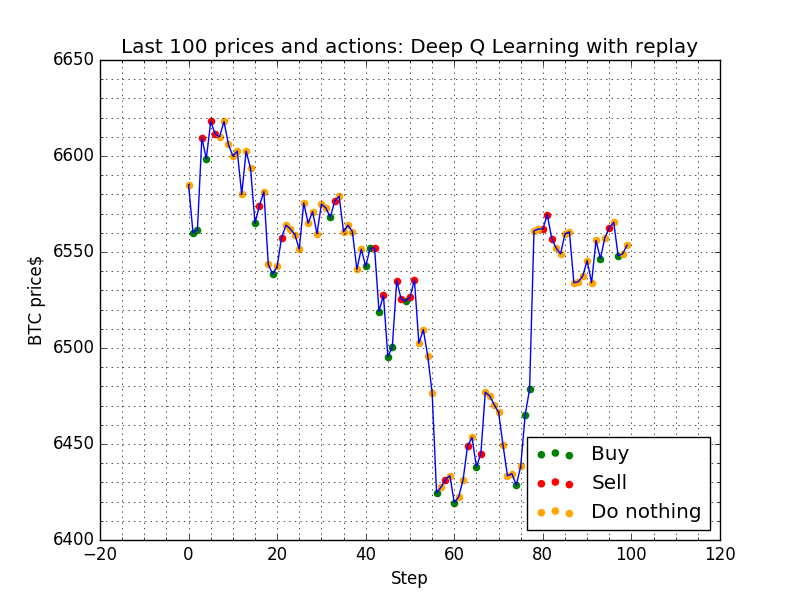 Last 100 prices and actions: Deep Q Learning with replay
6650
6600
6550
6500
6450
6400
BTC price$
Buy
Sell
Do nothing
−20 0 20 40 60 80 100 120
Step